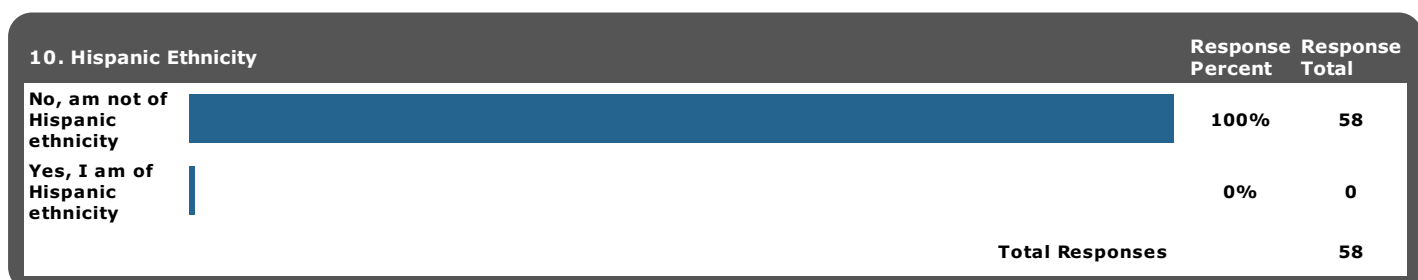 10. Hispanic Ethnicity
Response Response
Percent Total
No, am not of
Hispanic
ethnicity
100% 58
Yes, I am of
Hispanic
ethnicity
0% 0
Total Responses 58